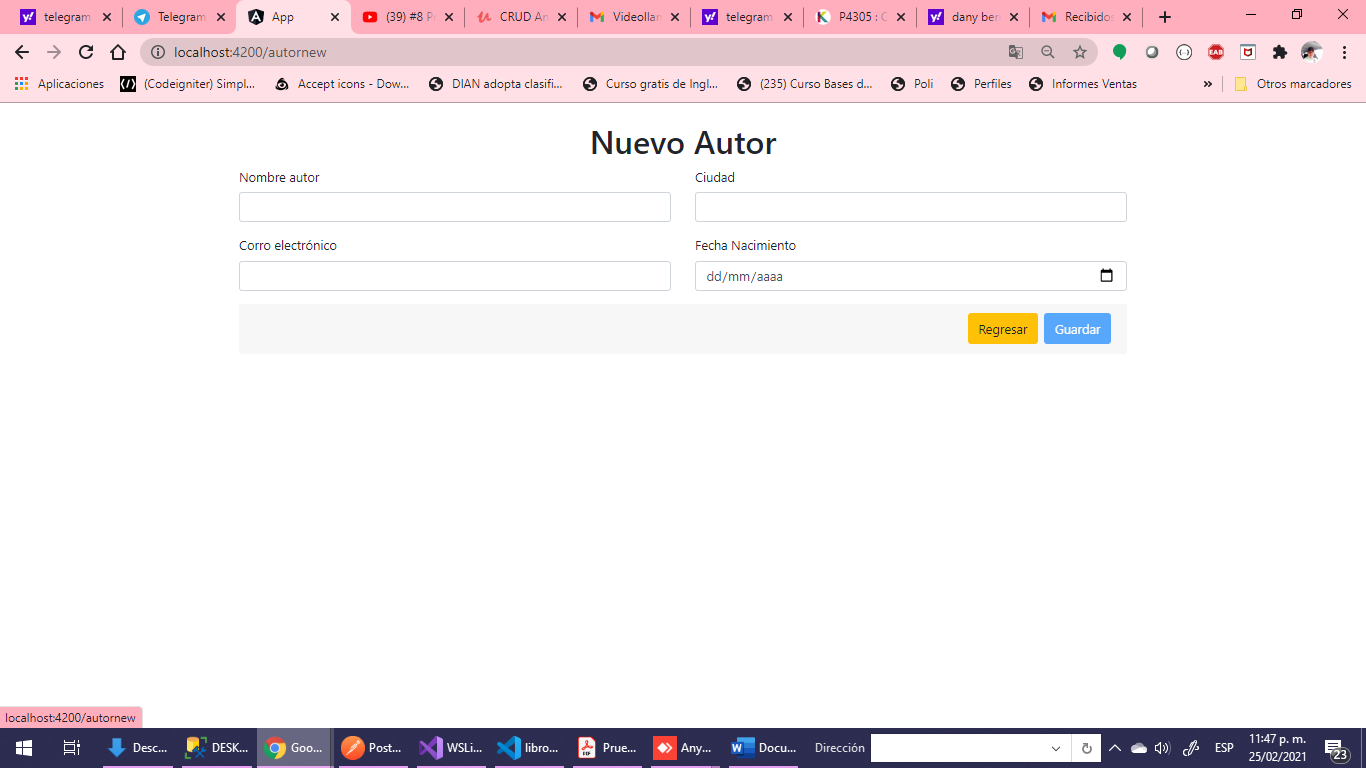 telegram
Telegram
App
(39) #8 P
CRUD An
Videollar
telegram
P4305 : C
dany ber
Recibidos
localhost:4200/autornew
Aplicaciones
(Codeigniter) Simpl...
Accept icons - Dow...
DIAN adopta clasifi...
Curso gratis de Ingl...
(235) Curso Bases d...
Poli
Perfiles
Informes Ventas
»
Otros marcadores
Nuevo Autor
Nombre autor
Ciudad
Corro electrónico
Fecha Nacimiento
dd/mm/aaaa
Regresar
Guardar
localhost:4200/autornew
Desc...
DESK...
Goo...
Post...
WSLi...
libro...
Prue...
Any...
Docu...
Dirección
ESP
11:47 p. m.
25/02/2021
23